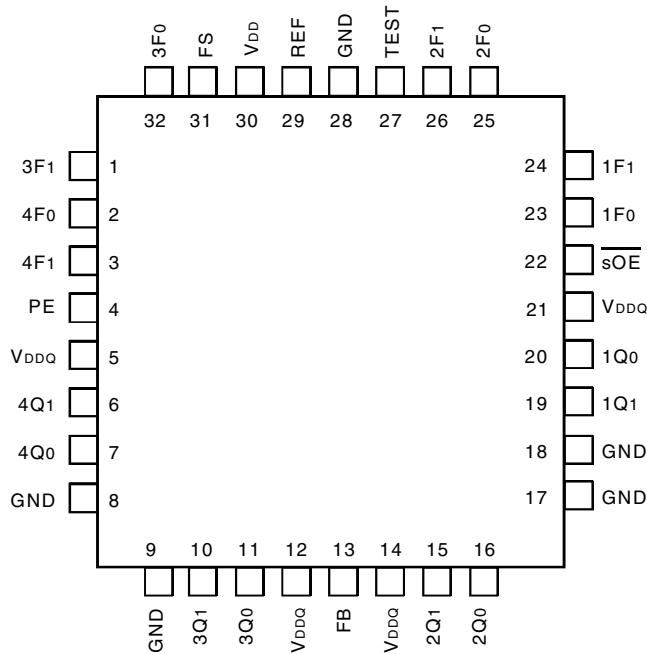 3F0 FS VDD REF GND TEST 2F1 2F0
32 31 30 29 28 27 26 25
3F1 1 24 1F1
4F0 2 23 1F0
4F1 3 22 sOE
PE 4 21 VDDQ
VDDQ 5 20 1Q0
4Q1 6 19 1Q1
4Q0 7 18 GND
GND 8 17 GND
9 10 11 12 13 14 15 16
GND 3Q1 3Q0 VDDQ FB VDDQ 2Q1 2Q0